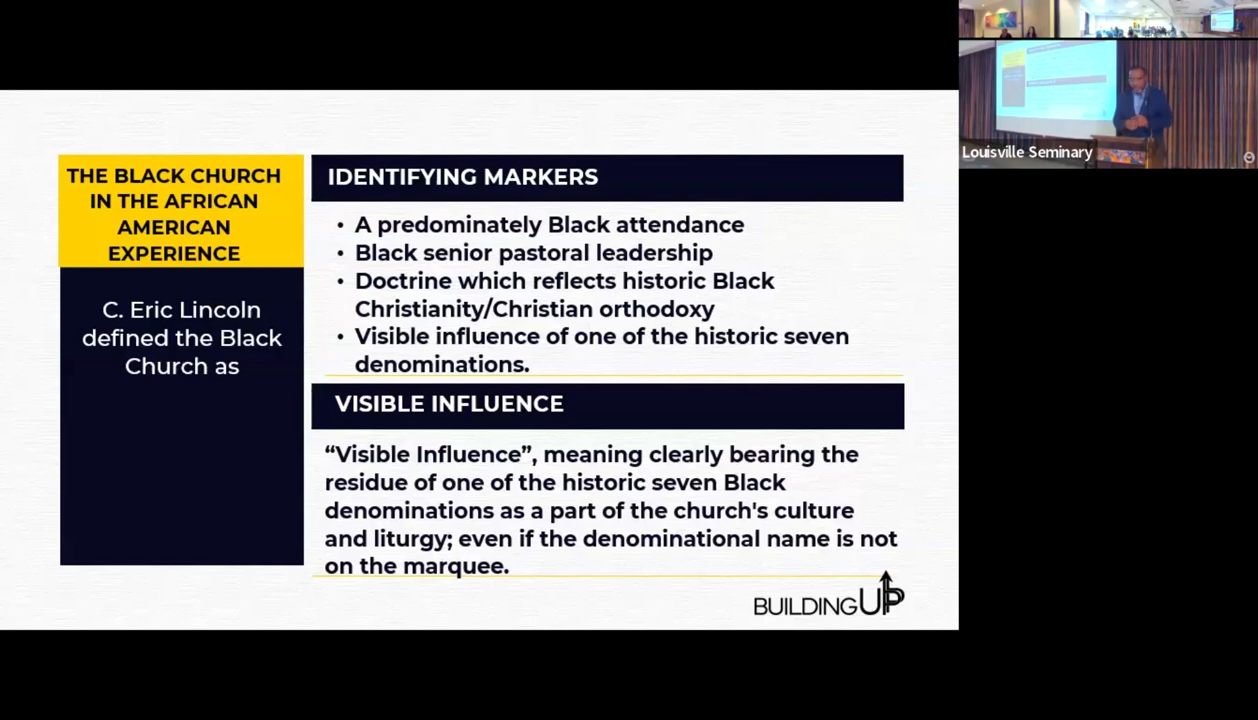 THE BLACK CHURCH
IN THE AFRICAN
AMERICAN
EXPERIENCE
C. Eric Lincoln
defined the Black
Church as
IDENTIFYING MARKERS
• A predominately Black attendance
• Black senior pastoral leadership
• Doctrine which reflects historic Black
Christianity/Christian orthodoxy
• Visible influence of one of the historic seven
denominations.
VISIBLE INFLUENCE
“Visible Influence”, meaning clearly bearing the
residue of one of the historic seven Black
denominations as a part of the church's culture
and liturgy; even if the denominational name is not
on the marquee.
BUILDING UP
Louisville Seminary